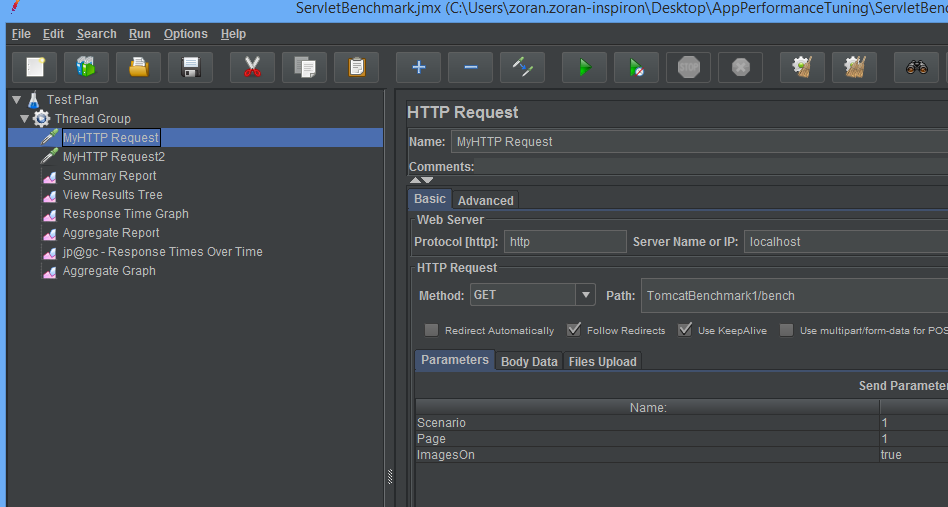 ServletBenchmark.jmx (C:\Users\zoran.zoran-inspiron\Desktop\AppPerformanceTuning\ServletBenc
File Edit Search Run Options Help
STOP
Test Plan
Thread Group
MyHTTP Request
MyHTTP Request2
Summary Report
View Results Tree
Response Time Graph
Aggregate Report
jp@gc - Response Times Over Time
Aggregate Graph
HTTP Request
Name: MyHTTP Request
Comments:
Basic Advanced
Web Server
Protocol [http]: http Server Name or IP: localhost
HTTP Request
Method: GET Path: TomcatBenchmark1/bench
Redirect Automatically Follow Redirects Use KeepAlive Use multipart/form-data for POS
Parameters Body Data Files Upload
Send Parameter
Name:
Scenario 1
Page 1
ImagesOn true